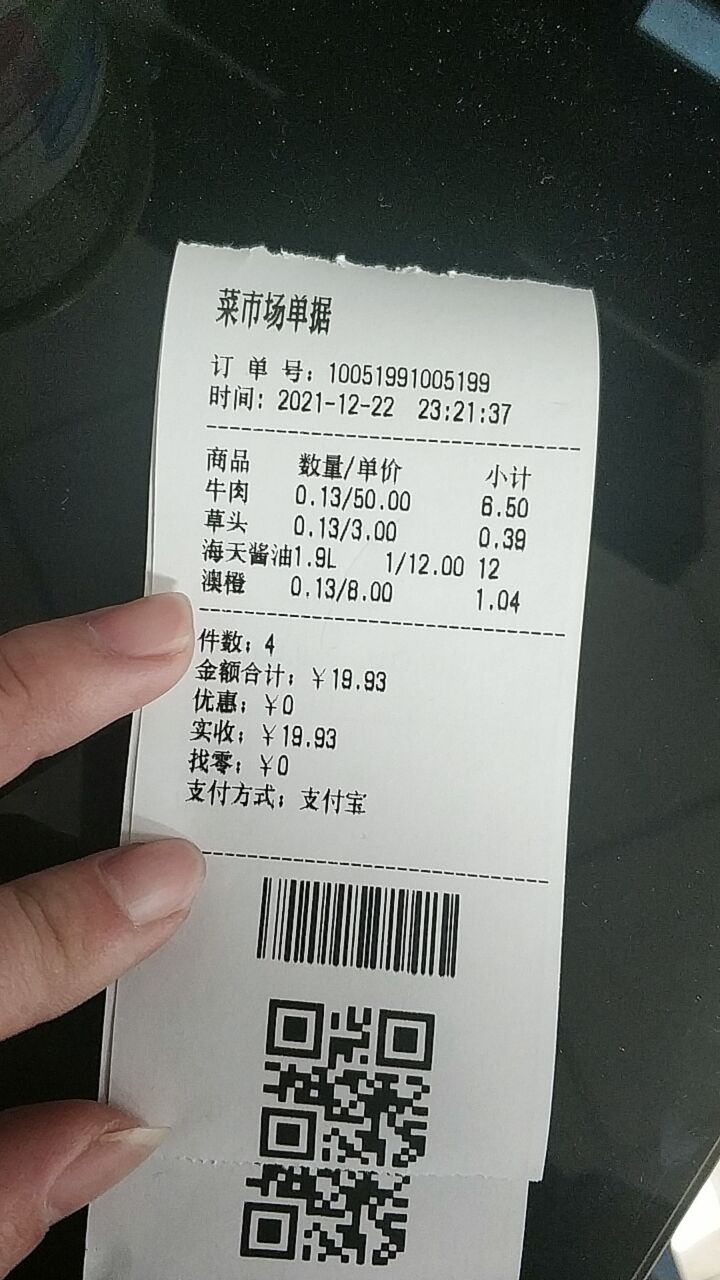 菜市场单据
订 单 号：10051991005199
时间：2021-12-22 23:21:37
商品 数量/单价 小计
牛肉 0.13/50.00 6.50
草头 0.13/3.00 0.39
海天酱油1.9L 1/12.00 12
澳橙 0.13/8.00 1.04
件数：4
金额合计：￥19.93
优惠：￥0
实收：￥19.93
找零：￥0
支付方式：支付宝